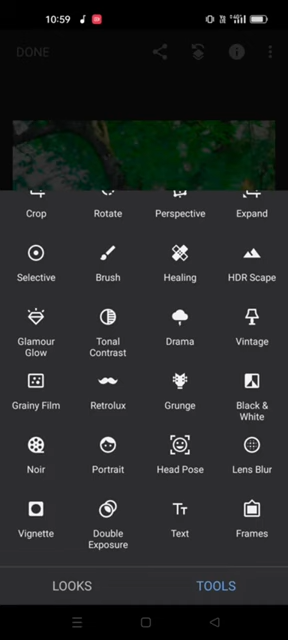 10:59
DONE
Crop Rotate Perspective Expand
Selective Brush Healing HDR Scape
Glamour Glow Tonal Contrast Drama Vintage
Grainy Film Retrolux Grunge Black & White
Noir Portrait Head Pose Lens Blur
Vignette Double Exposure Text Frames
LOOKS TOOLS